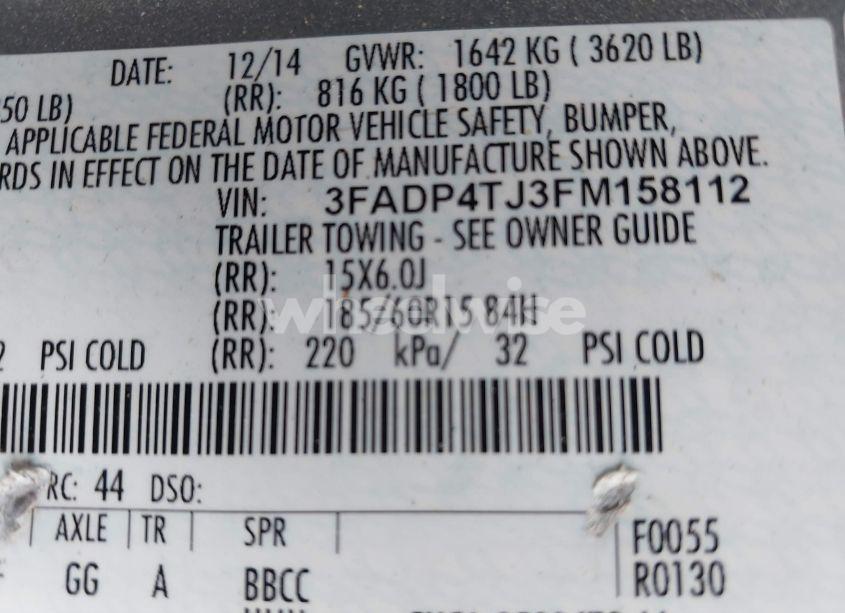 DATE: 12/14 GVWR: 1642 KG ( 3620 LB)
50 LB) (RR): 816 KG ( 1800 LB)
APPLICABLE FEDERAL MOTOR VEHICLE SAFETY, BUMPER,
RDS IN EFFECT ON THE DATE OF MANUFACTURE SHOWN ABOVE.
VIN: 3FADP4TJ3FM158112
TRAILER TOWING - SEE OWNER GUIDE
(RR): 15X6.0J
wheelwise
(RR): 185/60R15 84H
2 PSI COLD (RR): 220 kPa/ 32 PSI COLD
RC: 44 DSO:
AXLE TR SPR F0055
GG A BBCC R0130